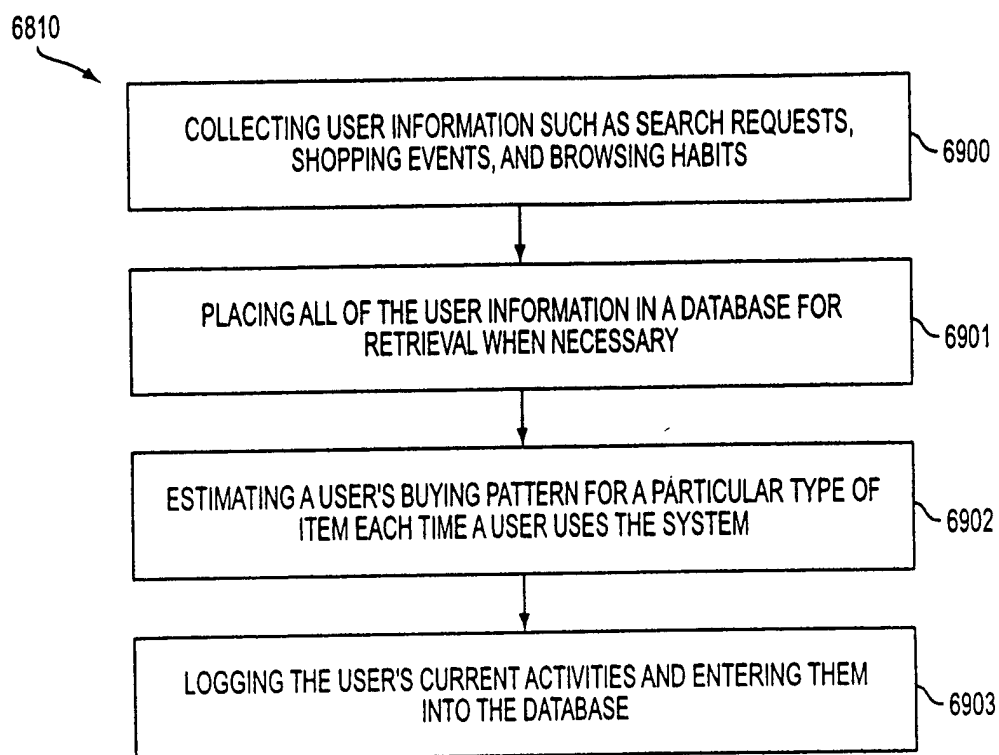 6810
COLLECTING USER INFORMATION SUCH AS SEARCH REQUESTS,
SHOPPING EVENTS, AND BROWSING HABITS
6900
PLACING ALL OF THE USER INFORMATION IN A DATABASE FOR
RETRIEVAL WHEN NECESSARY
6901
ESTIMATING A USER'S BUYING PATTERN FOR A PARTICULAR TYPE OF
ITEM EACH TIME A USER USES THE SYSTEM
6902
LOGGING THE USER'S CURRENT ACTIVITIES AND ENTERING THEM
INTO THE DATABASE
6903